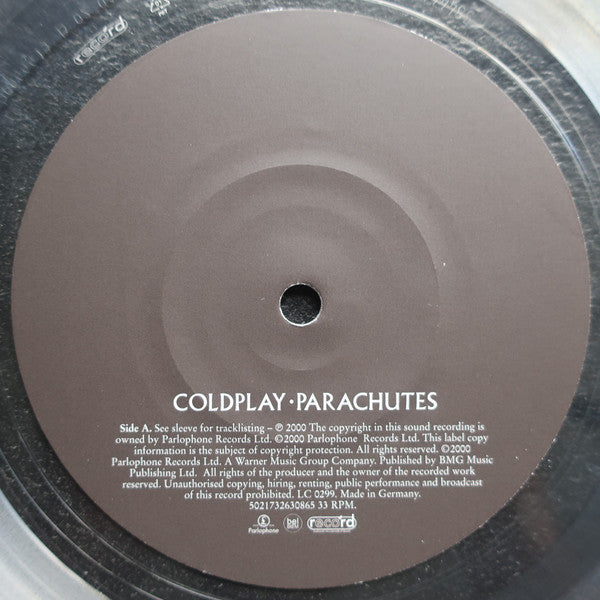 record
COLDPLAY·PARACHUTES
Side A. See sleeve for tracklisting – ℗ 2000 The copyright in this sound recording is
owned by Parlophone Records Ltd. ©2000 Parlophone Records Ltd. This label copy
information is the subject of copyright protection. All rights reserved. ©2000
Parlophone Records Ltd. A Warner Music Group Company. Published by BMG Music
Publishing Ltd. All rights of the producer and the owner of the recorded work
reserved. Unauthorised copying, hiring, renting, public performance and broadcast
of this record prohibited. LC 0299. Made in Germany.
5021732630865 33 RPM.
Parlophone
record